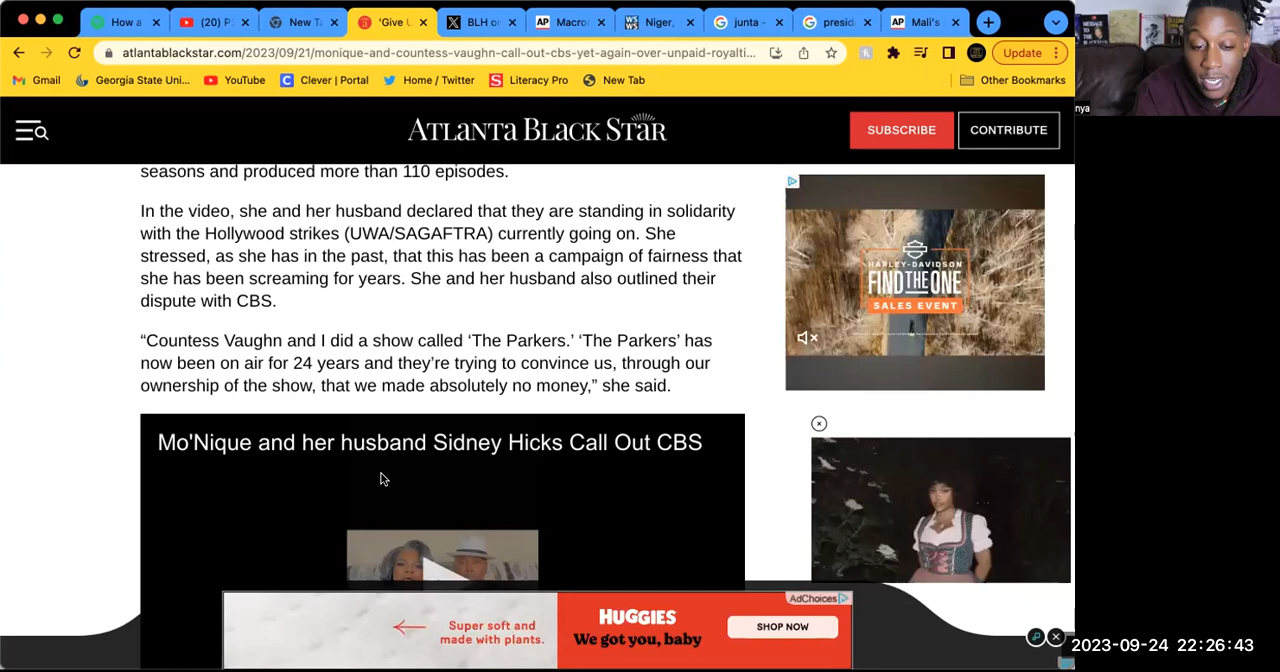 How a
(20) P
New Ta
'Give U
BLH on
Macron
Niger,
junta -
presid
Mali's
atlantablackstar.com/2023/09/21/monique-and-countess-vaughn-call-out-cbs-yet-again-over-unpaid-royalti...
Update
Gmail
Georgia State Uni...
YouTube
Clever | Portal
Home / Twitter
Literacy Pro
New Tab
Other Bookmarks
nya
ATLANTA BLACK STAR
SUBSCRIBE
CONTRIBUTE
seasons and produced more than 110 episodes.
In the video, she and her husband declared that they are standing in solidarity
with the Hollywood strikes (UWA/SAGAFTRA) currently going on. She
stressed, as she has in the past, that this has been a campaign of fairness that
she has been screaming for years. She and her husband also outlined their
dispute with CBS.
“Countess Vaughn and I did a show called ‘The Parkers.’ ‘The Parkers’ has
now been on air for 24 years and they’re trying to convince us, through our
ownership of the show, that we made absolutely no money,” she said.
HARLEY-DAVIDSON
FIND THE ONE
SALES EVENT
Mo'Nique and her husband Sidney Hicks Call Out CBS
Super soft and
made with plants.
HUGGIES
We got you, baby
SHOP NOW
AdChoices
2023-09-24 22:26:43